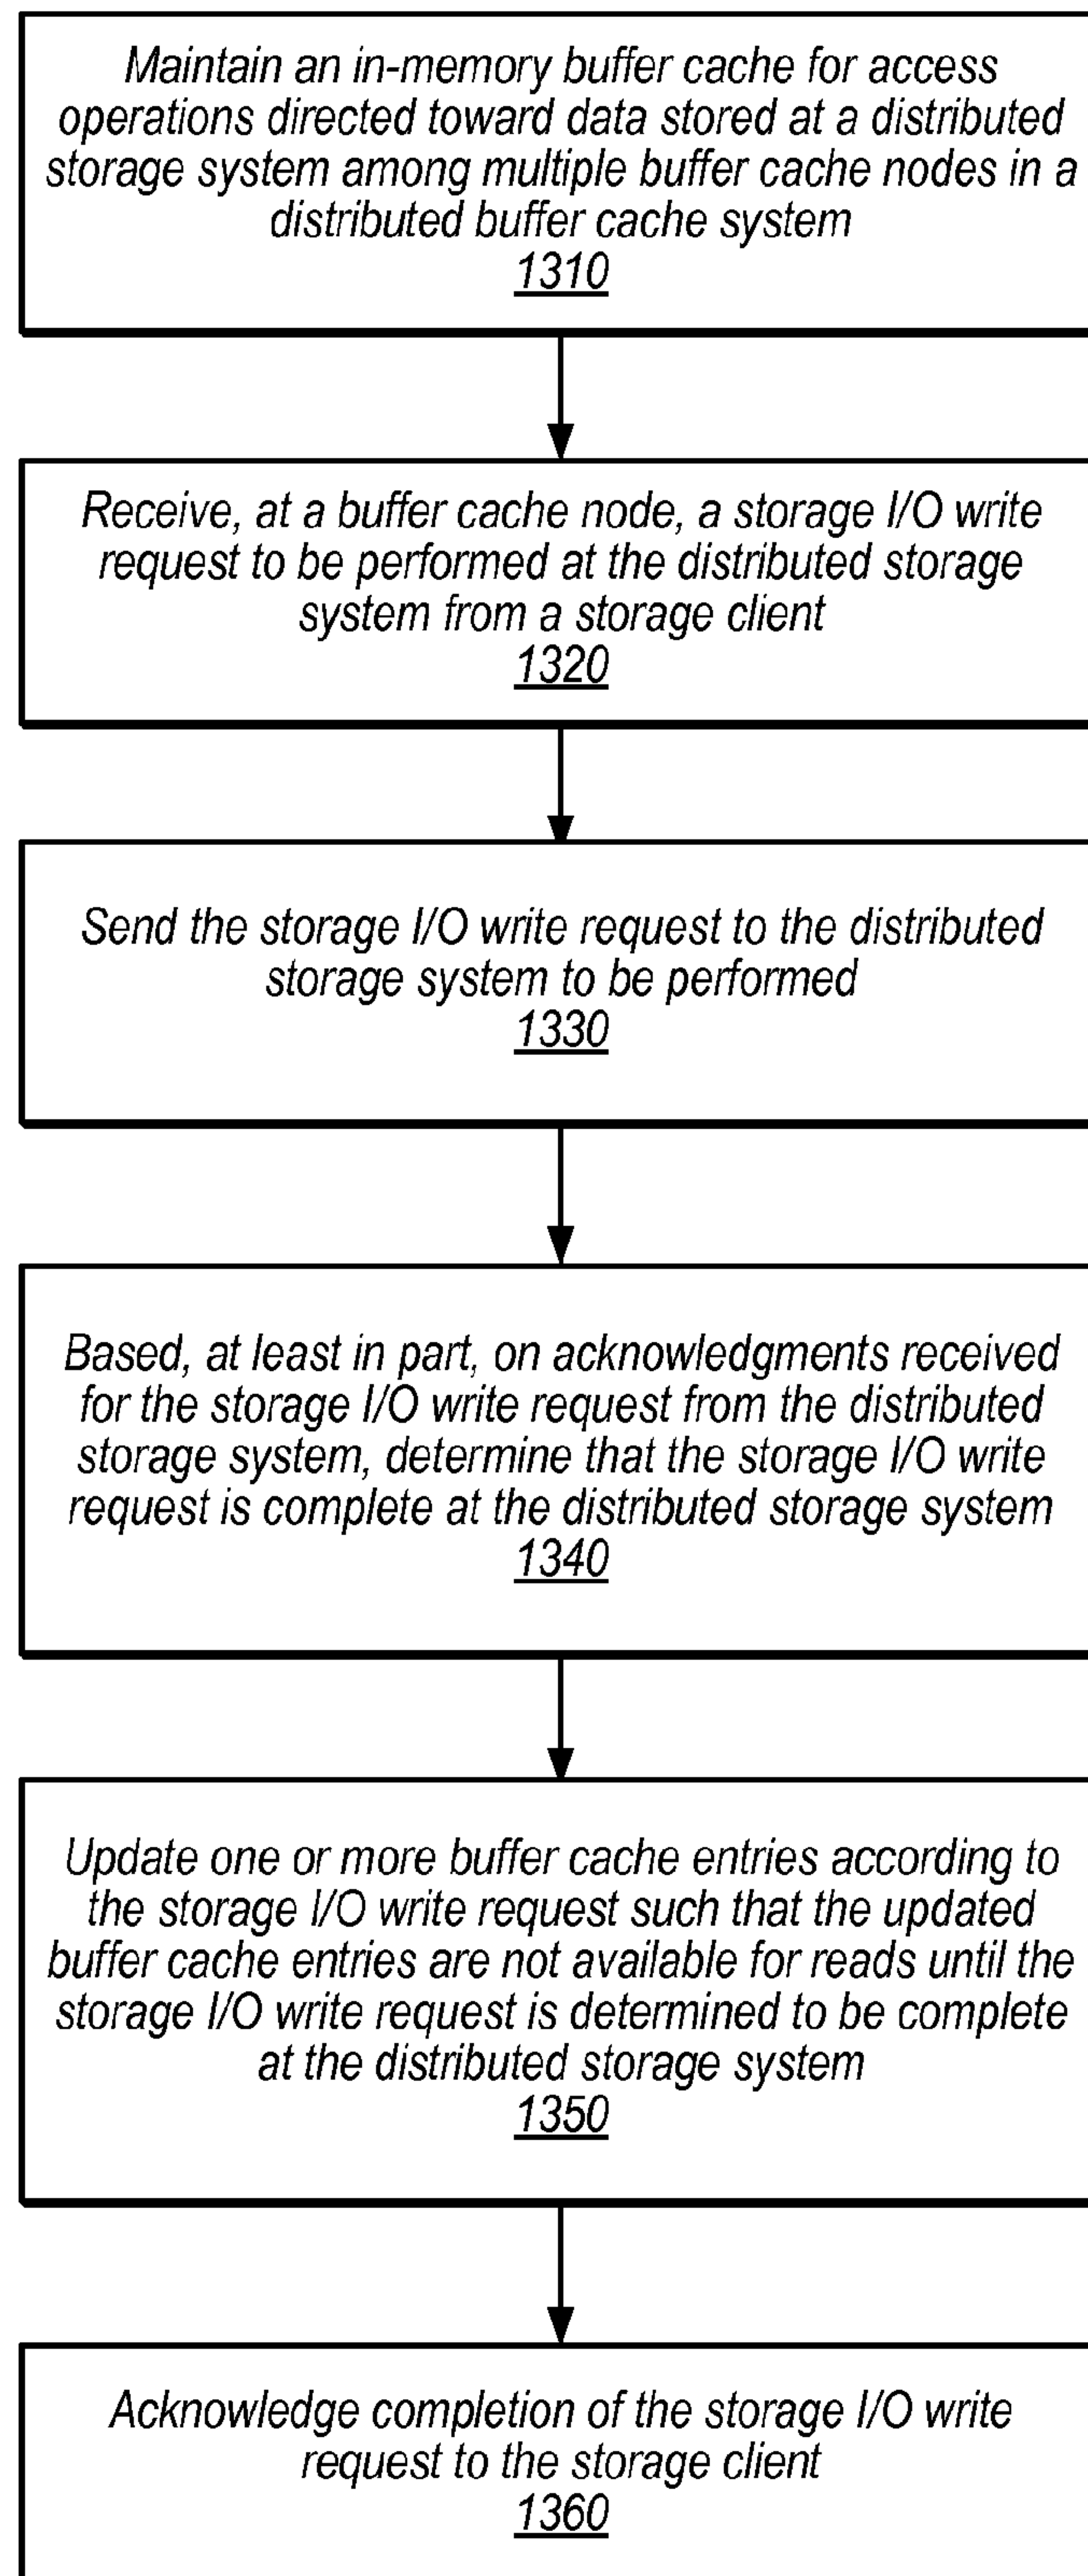 Maintain an in-memory buffer cache for access
operations directed toward data stored at a distributed
storage system among multiple buffer cache nodes in a
distributed buffer cache system
1310
Receive, at a buffer cache node, a storage I/O write
request to be performed at the distributed storage
system from a storage client
1320
Send the storage I/O write request to the distributed
storage system to be performed
1330
Based, at least in part, on acknowledgments received
for the storage I/O write request from the distributed
storage system, determine that the storage I/O write
request is complete at the distributed storage system
1340
Update one or more buffer cache entries according to
the storage I/O write request such that the updated
buffer cache entries are not available for reads until the
storage I/O write request is determined to be complete
at the distributed storage system
1350
Acknowledge completion of the storage I/O write
request to the storage client
1360